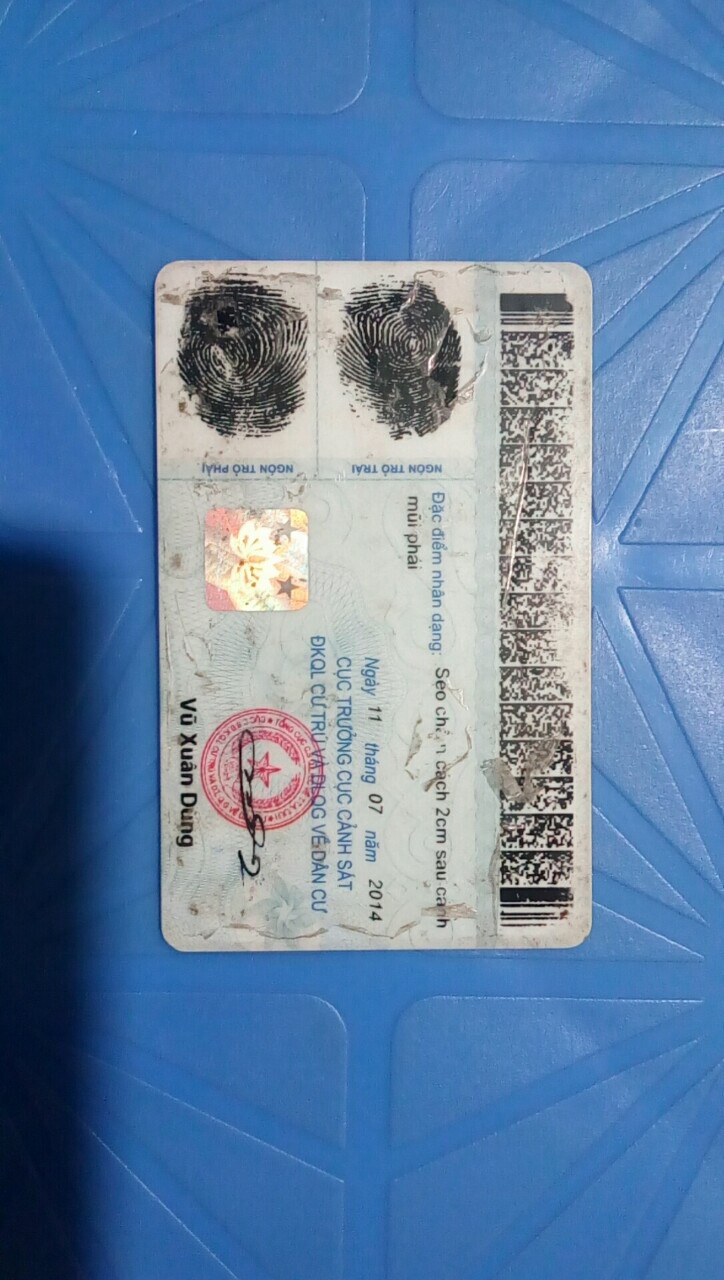 NGÓN TRỎ TRÁI
NGÓN TRỎ PHẢI
Đặc điểm nhân dạng: Sẹo chấm cách 2cm sau cánh
mũi phải
Ngày 11 tháng 07 năm 2014
CỤC TRƯỞNG CỤC CẢNH SÁT
ĐKQL CƯ TRÚ VÀ DLQG VỀ DÂN CƯ
Vũ Xuân Dung